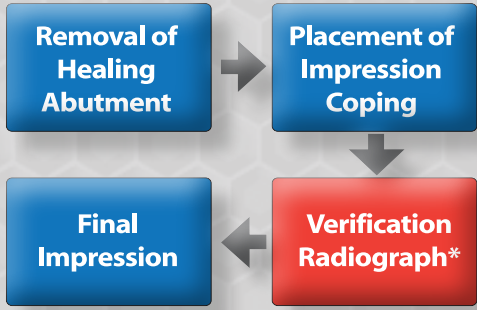 Removal of
Healing
Abutment
Placement of
Impression
Coping
Verification
Radiograph*
Final
Impression